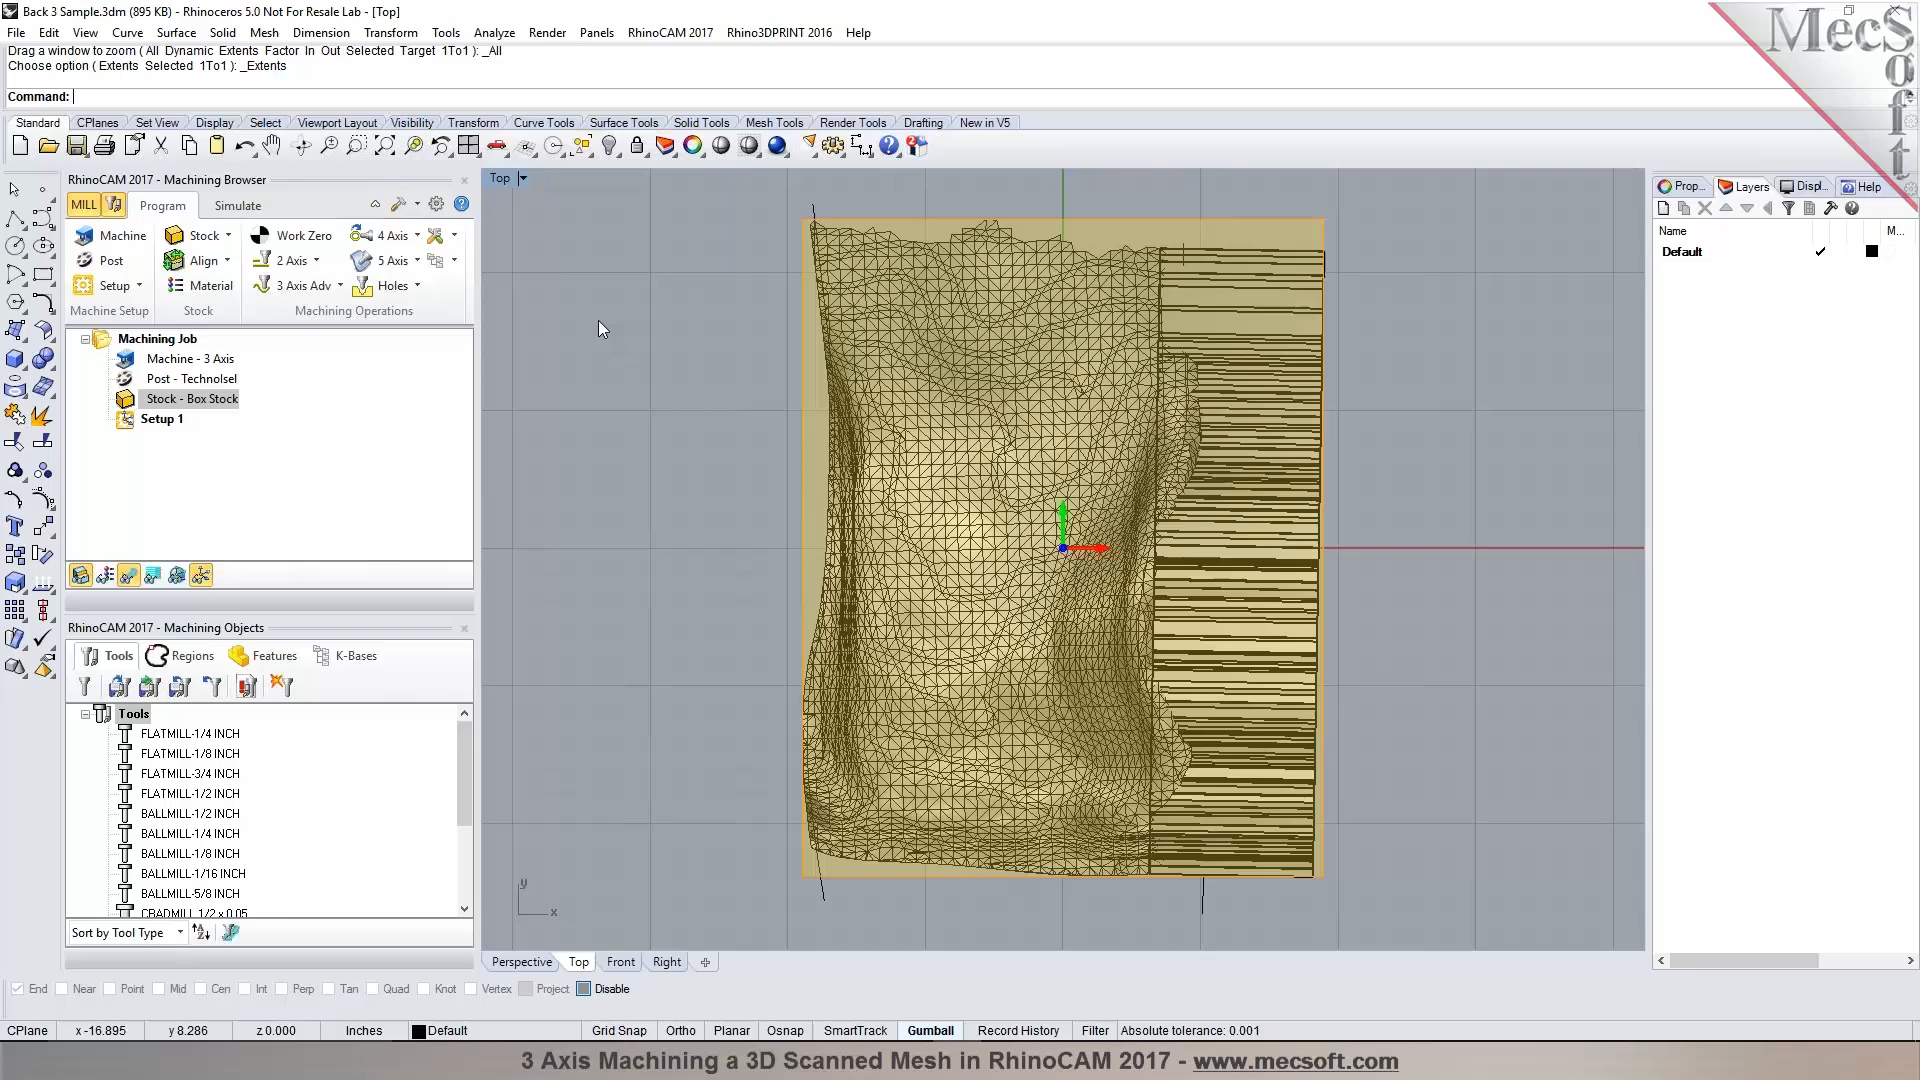 Back 3 Sample.3dm (895 KB) - Rhinoceros 5.0 Not For Resale Lab - [Top]
File Edit View Curve Surface Solid Mesh Dimension Transform Tools Analyze Render Panels RhinoCAM 2017 Rhino3DPRINT 2016 Help
Drag a window to zoom ( All Dynamic Extents Factor In Out Selected Target 1To1 ): _All
Choose option ( Extents Selected 1To1 ): _Extents
Command:
MecSoft
Standard CPlanes Set View Display Select Viewport Layout Visibility Transform Curve Tools Surface Tools Solid Tools Mesh Tools Render Tools Drafting New in V5
RhinoCAM 2017 - Machining Browser
Top
Prop... Layers Displ... Help
MILL Program Simulate
Name M...
Default
Machine Stock Work Zero 4 Axis
Post Align 2 Axis 5 Axis
Setup Material 3 Axis Adv Holes
Machine Setup Stock Machining Operations
Machining Job
Machine - 3 Axis
Post - Technolsel
Stock - Box Stock
Setup 1
RhinoCAM 2017 - Machining Objects
Tools Regions Features K-Bases
Tools
FLATMILL-1/4 INCH
FLATMILL-1/8 INCH
FLATMILL-3/4 INCH
FLATMILL-1/2 INCH
BALLMILL-1/2 INCH
BALLMILL-1/4 INCH
BALLMILL-1/8 INCH
BALLMILL-1/16 INCH
BALLMILL-5/8 INCH
CRADMILL 1/2 x 0.05
Sort by Tool Type
y
x
Perspective Top Front Right
End Near Point Mid Cen Int Perp Tan Quad Knot Vertex Project Disable
CPlane x -16.895 y 8.286 z 0.000 Inches Default Grid Snap Ortho Planar Osnap SmartTrack Gumball Record History Filter Absolute tolerance: 0.001
3 Axis Machining a 3D Scanned Mesh in RhinoCAM 2017 - www.mecsoft.com